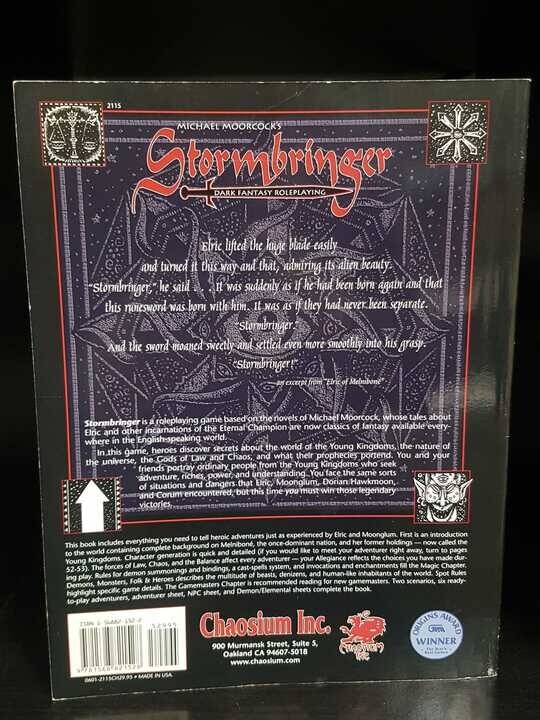 2115
MICHAEL MOORCOCK'S
Stormbringer
DARK FANTASY ROLEPLAYING
Elric lifted the huge blade easily
and turned it this way and that, admiring its alien beauty.
"Stormbringer," he said . . . It was suddenly as if he had been born again and that
this runesword was born with him. It was as if they had never been separate.
"Stormbringer."
And the sword moaned sweetly and settled even more smoothly into his grasp.
"Stormbringer!"
— an excerpt from "Elric of Melniboné"
Stormbringer is a roleplaying game based on the novels of Michael Moorcock, whose tales about
Elric and other incarnations of the Eternal Champion are now classics of fantasy available every-
where in the English-speaking world.
In this game, heroes discover secrets about the world of the Young Kingdoms, the nature of
the universe, the Gods of Law and Chaos, and what their prophecies portend. You and your
friends portray ordinary people from the Young Kingdoms who seek
adventure, riches, power, and understanding. You face the same sorts
of situations and dangers that Elric, Moonglum, Dorian Hawkmoon,
and Corum encountered, but this time you must win those legendary
victories.
This book includes everything you need to tell heroic adventures just as experienced by Elric and Moonglum. First is an introduction
to the world containing complete background on Melniboné, the once-dominant nation, and her former holdings — now called the
Young Kingdoms. Character generation is quick and detailed (if you would like to meet your adventurer right away, turn to pages
52-53). The forces of Law, Chaos, and the Balance affect every adventure — your Allegiance reflects the choices you have made dur-
ing play. Rules for demon summonings and bindings, a cast-spells system, and invocations and enchantments fill the Magic Chapter.
Demons, Monsters, Folk & Heroes describes the multitude of beasts, denizens, and human-like inhabitants of the world. Spot Rules
highlight specific game details. The Gamemasters Chapter is recommended reading for new gamemasters. Two scenarios, six ready-
to-play adventurers, adventurer sheet, NPC sheet, and Demon/Elemental sheets complete the book.
ISBN 1-56882-152-2
52995
9 781568 821528
0601-2115CH29.95 • MADE IN USA.
Chaosium Inc.
900 Murmansk Street, Suite 5,
Oakland CA 94607-5018
www.chaosium.com
Chaosium Inc.
ORIGINS AWARD
WINNER